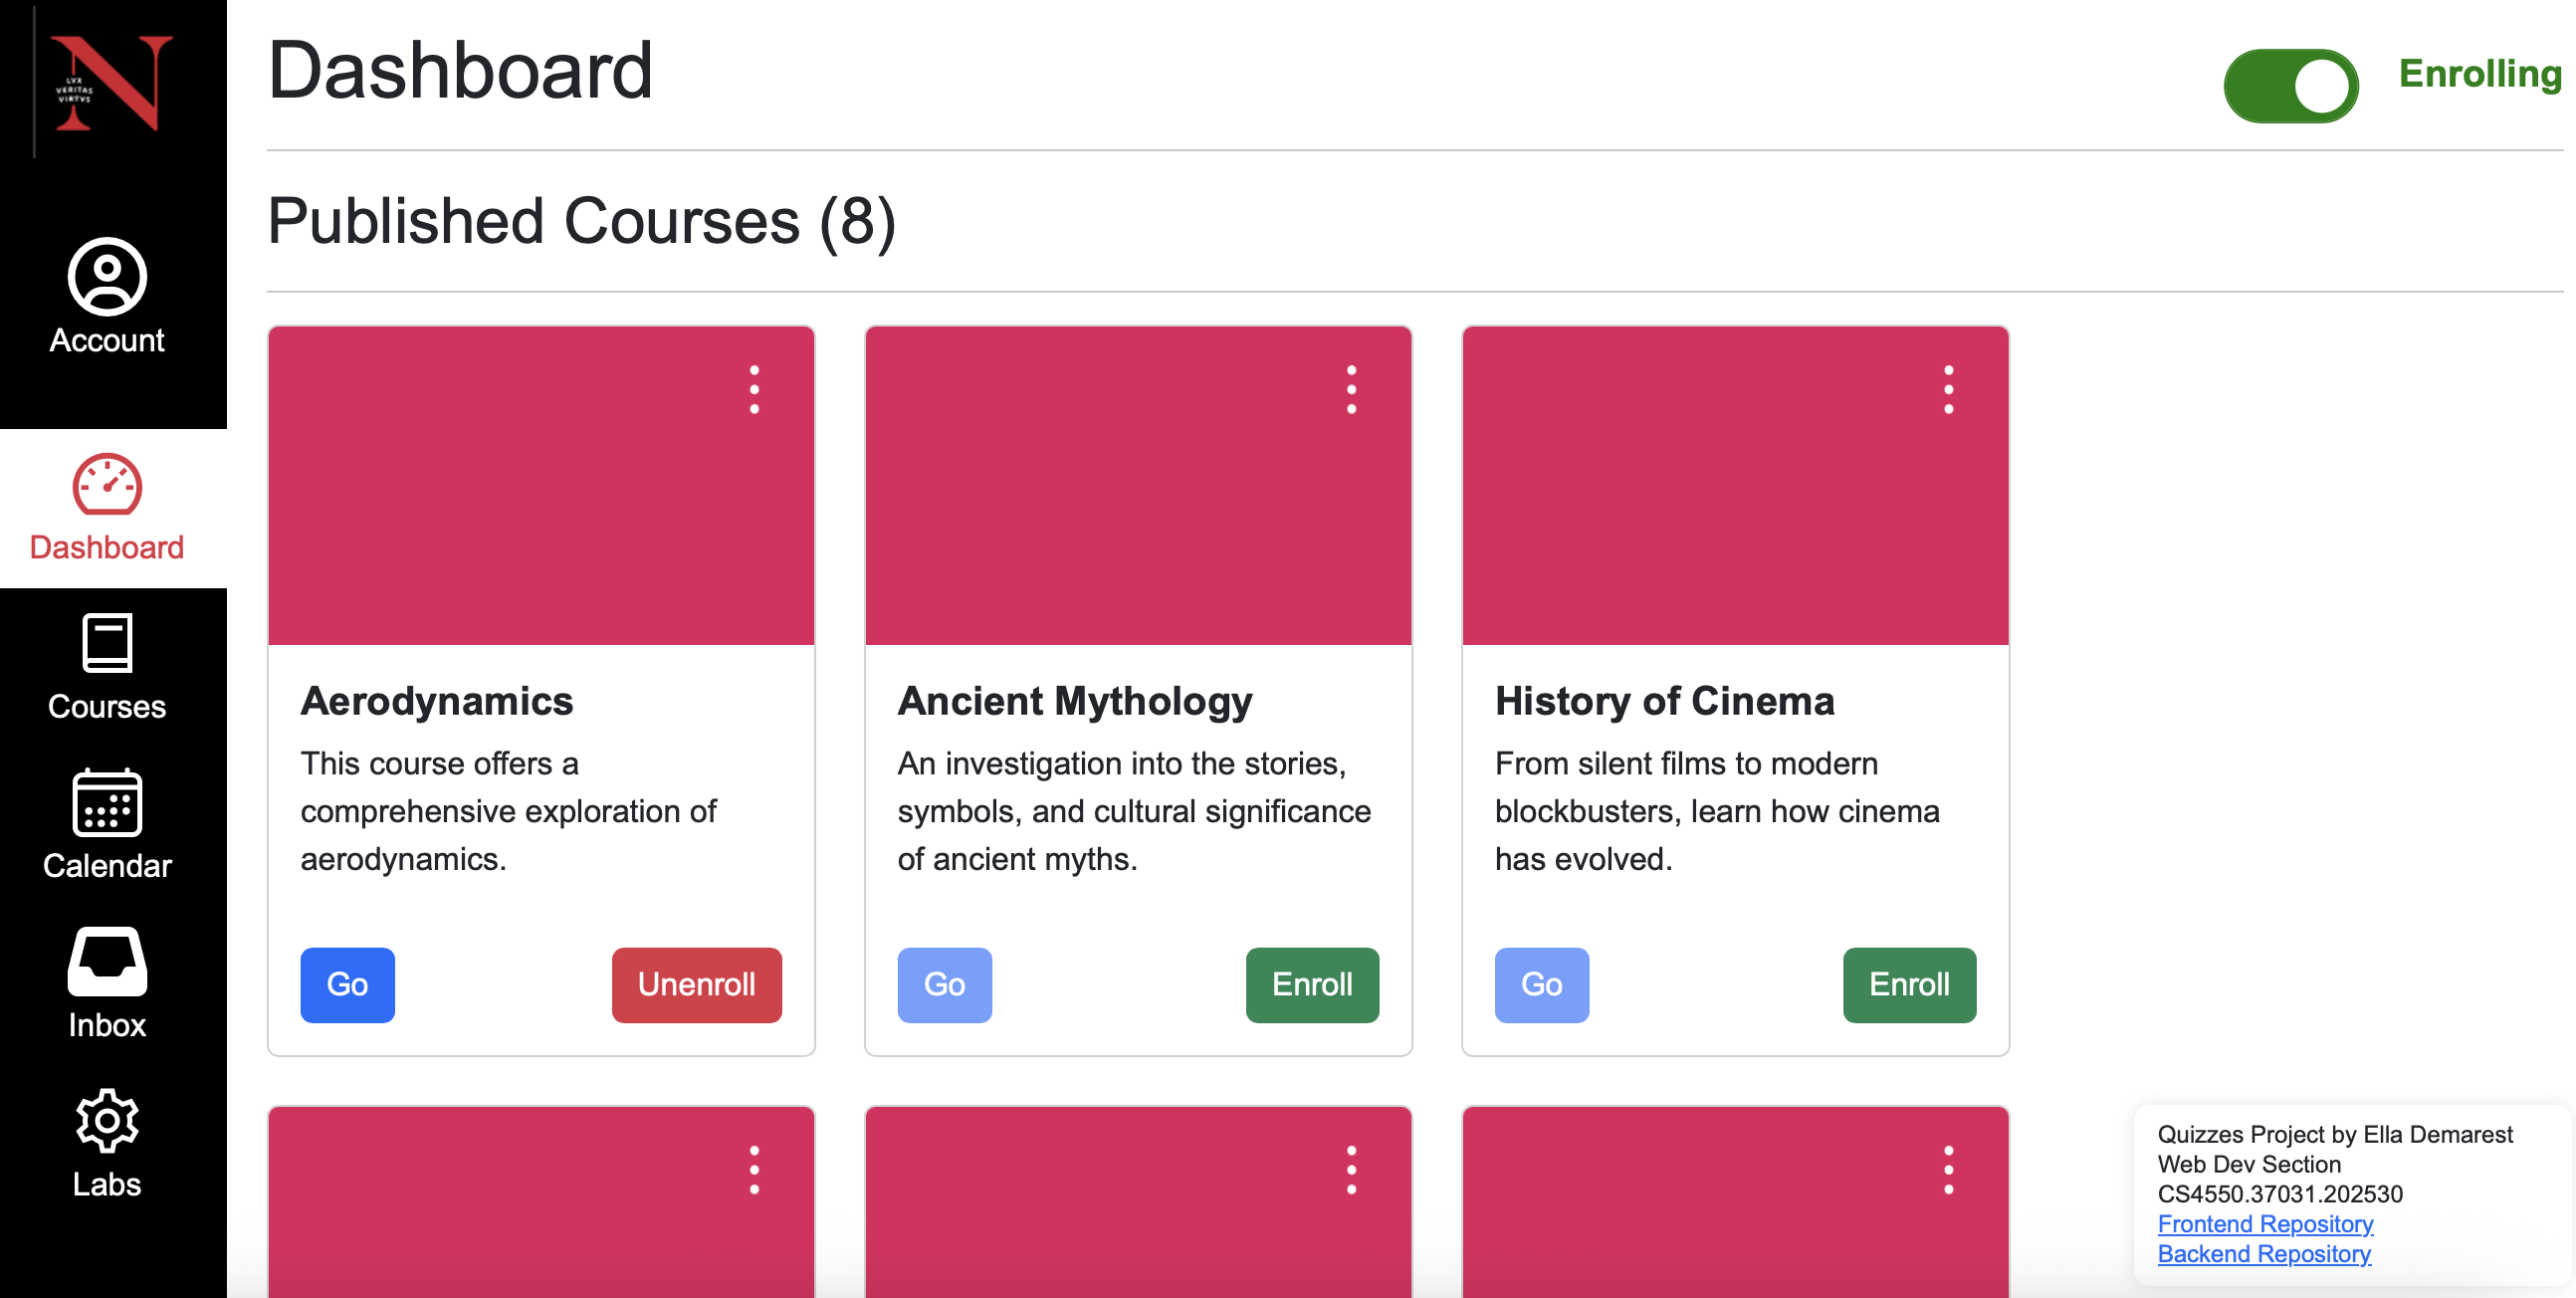 LVX
VERITAS
VIRTVS
Account
Dashboard
Courses
Calendar
Inbox
Labs
Dashboard
Enrolling
Published Courses (8)
Aerodynamics
This course offers a
comprehensive exploration of
aerodynamics.
Go
Unenroll
Ancient Mythology
An investigation into the stories,
symbols, and cultural significance
of ancient myths.
Go
Enroll
History of Cinema
From silent films to modern
blockbusters, learn how cinema
has evolved.
Go
Enroll
Quizzes Project by Ella Demarest
Web Dev Section
CS4550.37031.202530
Frontend Repository
Backend Repository